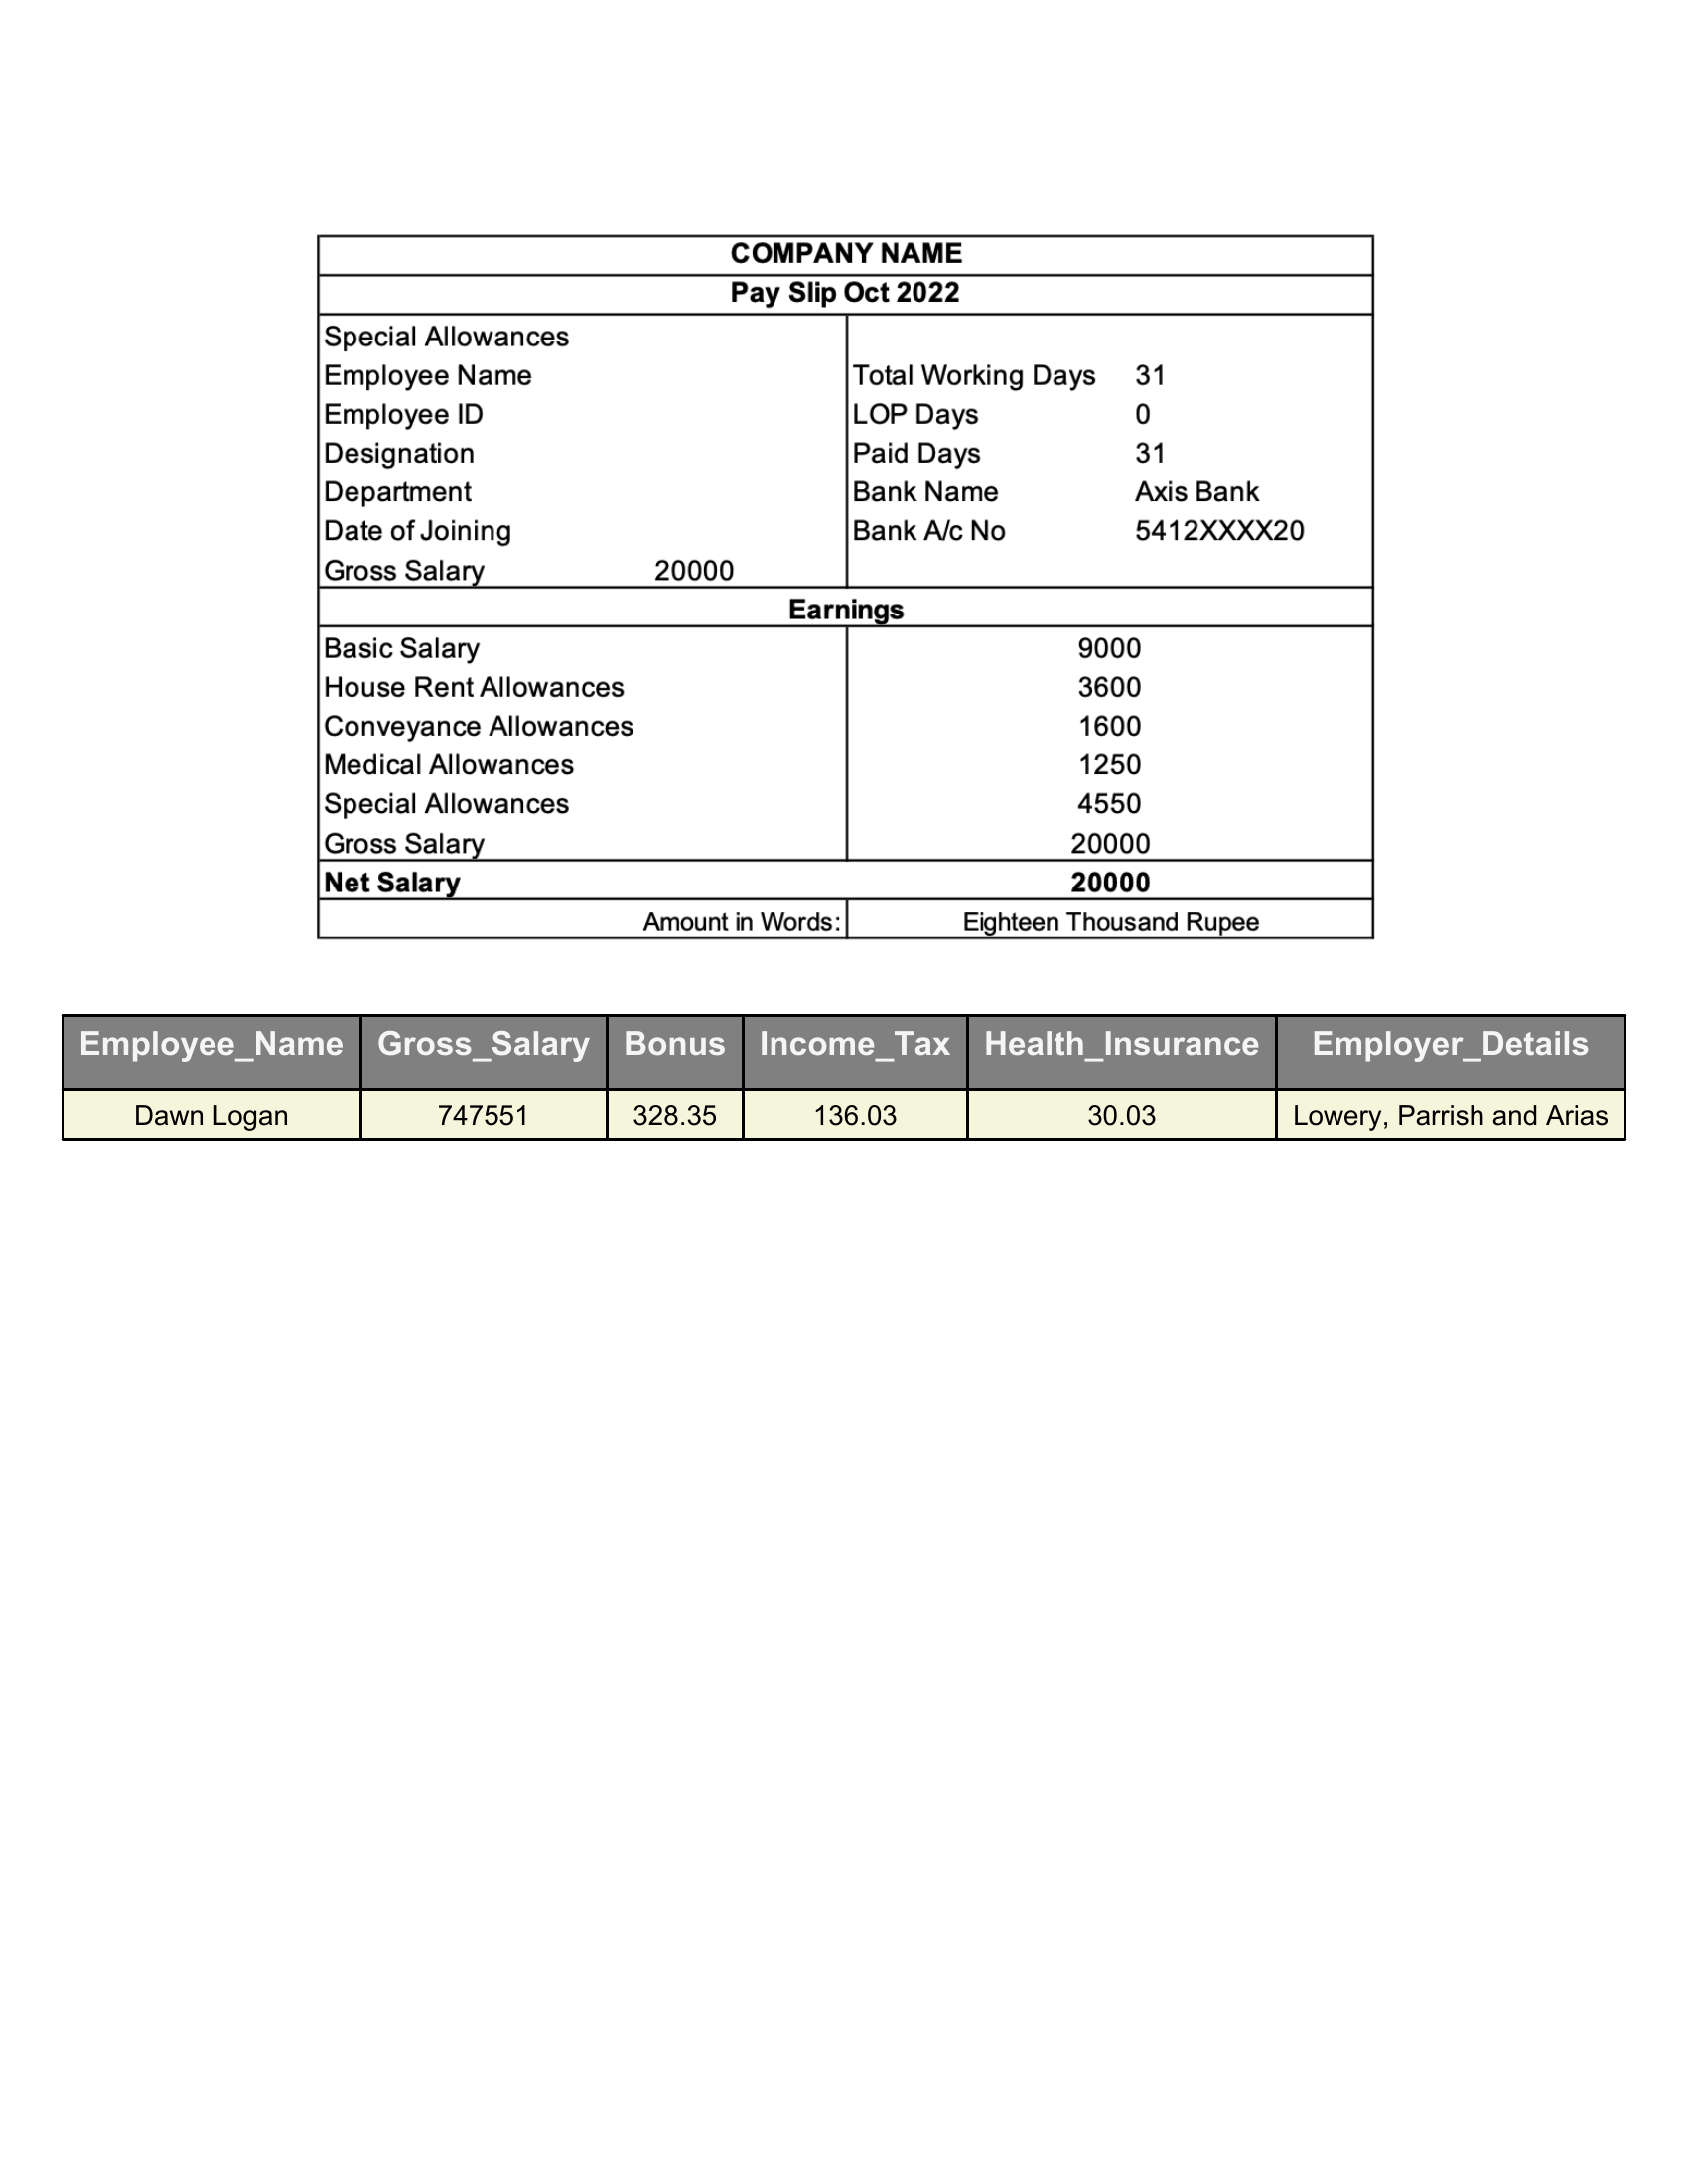 COMPANY NAME
Pay Slip Oct 2022
Special Allowances
Employee Name Total Working Days 31
Employee ID LOP Days 0
Designation Paid Days 31
Department Bank Name Axis Bank
Date of Joining Bank A/c No 5412XXXX20
Gross Salary 20000
Earnings
Basic Salary 9000
House Rent Allowances 3600
Conveyance Allowances 1600
Medical Allowances 1250
Special Allowances 4550
Gross Salary 20000
Net Salary 20000
Amount in Words: Eighteen Thousand Rupee
Employee_Name Gross_Salary Bonus Income_Tax Health_Insurance Employer_Details
Dawn Logan 747551 328.35 136.03 30.03 Lowery, Parrish and Arias